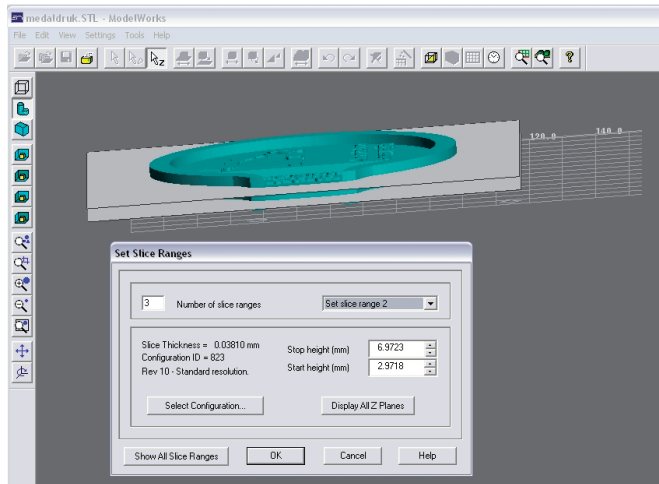 medaldruk.STL - ModelWorks
File Edit View Settings Tools Help
120.0 140.0
Set Slice Ranges
3 Number of slice ranges Set slice range 2
Slice Thickness = 0.03810 mm
Configuration ID = 823
Rev 10 - Standard resolution.
Stop height (mm) 6.9723
Start height (mm) 2.9718
Select Configuration... Display All Z Planes
Show All Slice Ranges OK Cancel Help